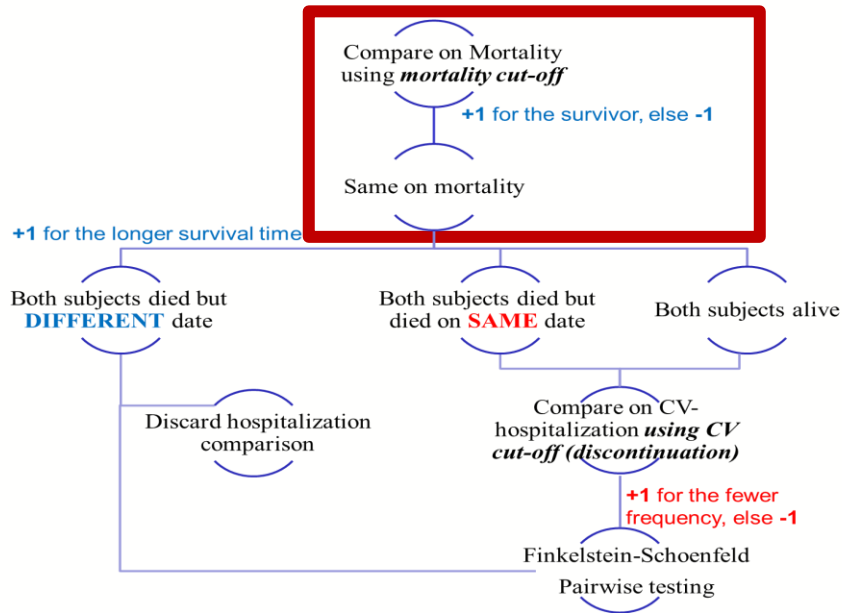 Compare on Mortality
using mortality cut-off
+1 for the survivor, else -1
Same on mortality
+1 for the longer survival time
Both subjects died but
DIFFERENT date
Both subjects died but
died on SAME date
Both subjects alive
Discard hospitalization
comparison
Compare on CV-
hospitalization using CV
cut-off (discontinuation)
+1 for the fewer
frequency, else -1
Finkelstein-Schoenfeld
Pairwise testing